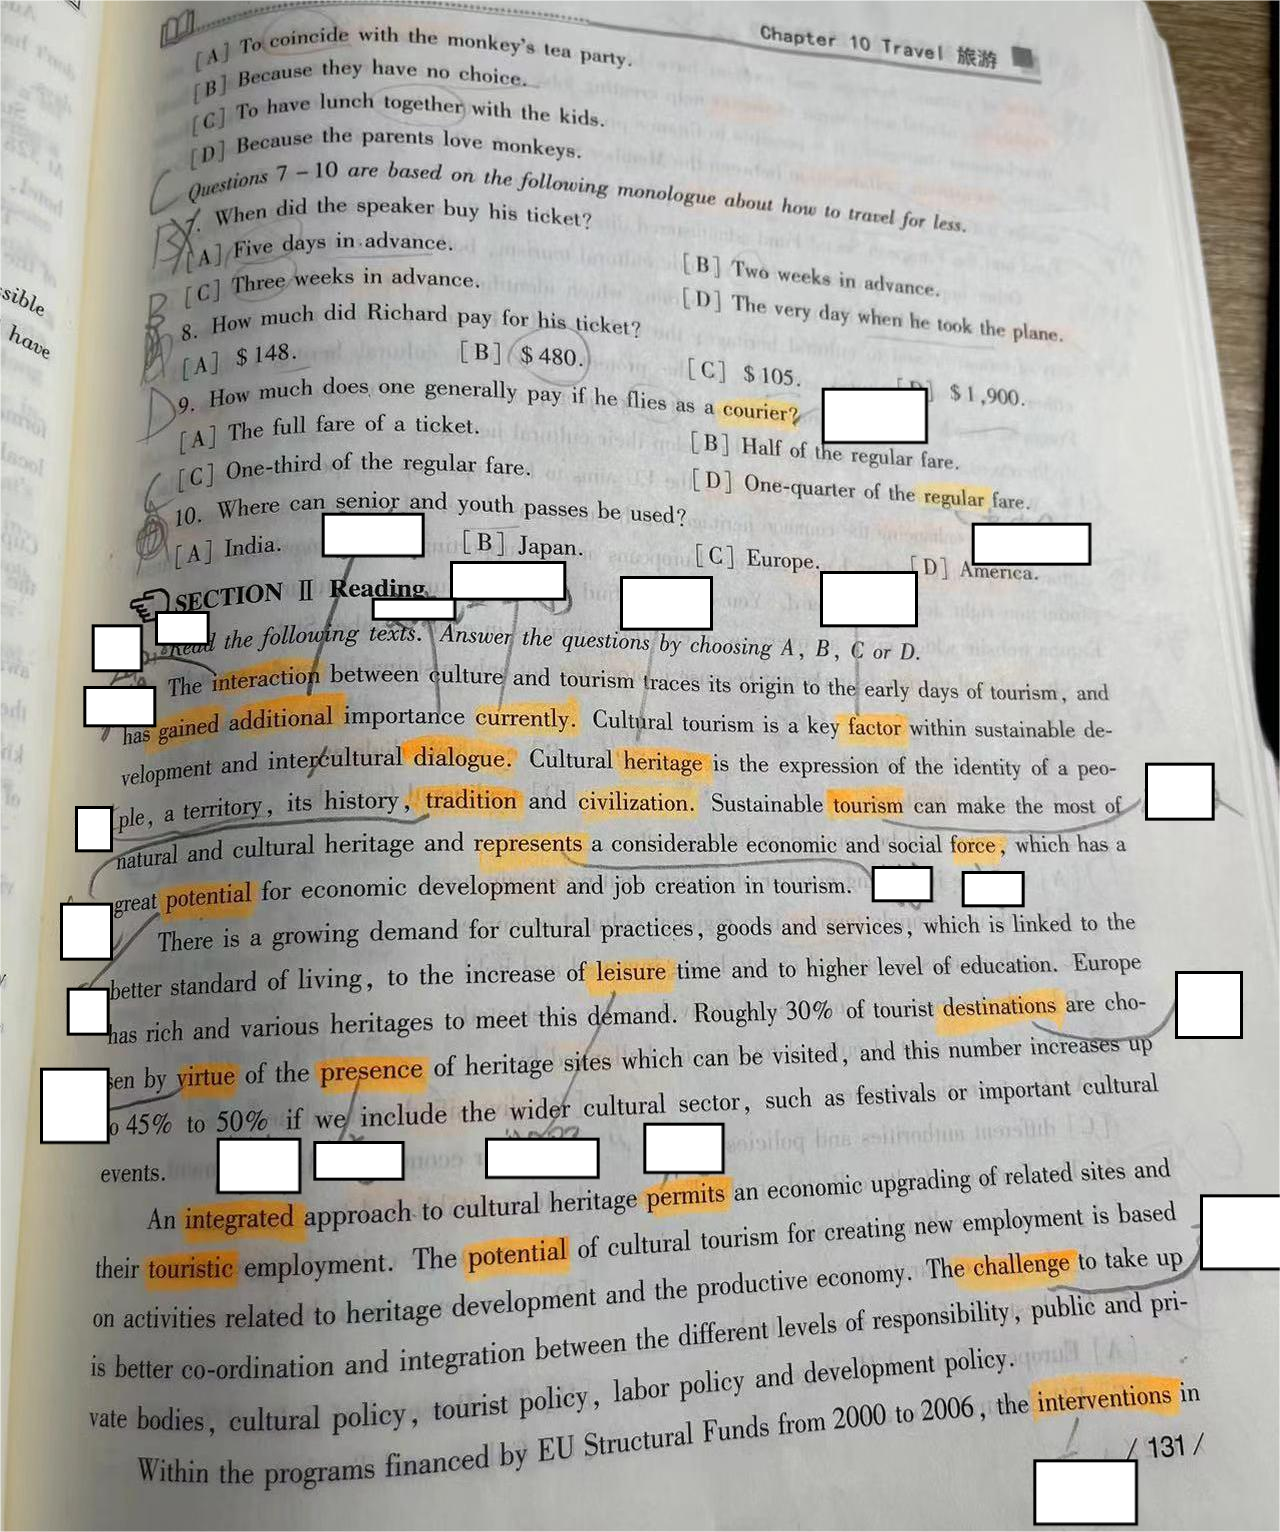 Chapter 10 Travel 旅游
[A] To coincide with the monkey's tea party.
[B] Because they have no choice.
[C] To have lunch together with the kids.
[D] Because the parents love monkeys.
Questions 7-10 are based on the following monologue about how to travel for less.
7. When did the speaker buy his ticket?
[A] Five days in advance.
[B] Two weeks in advance.
[C] Three weeks in advance.
[D] The very day when he took the plane.
8. How much did Richard pay for his ticket?
[A] $148.
[B] $480.
[C] $105.
[D] $1,900.
9. How much does one generally pay if he flies as a courier?
[A] The full fare of a ticket.
[B] Half of the regular fare.
[C] One-third of the regular fare.
[D] One-quarter of the regular fare.
10. Where can senior and youth passes be used?
[A] India.
[B] Japan.
[C] Europe.
[D] America.
SECTION Ⅱ Reading
Read the following texts. Answer the questions by choosing A, B, C or D.
The interaction between culture and tourism traces its origin to the early days of tourism, and
has gained additional importance currently. Cultural tourism is a key factor within sustainable de-
velopment and intercultural dialogue. Cultural heritage is the expression of the identity of a peo-
ple, a territory, its history, tradition and civilization. Sustainable tourism can make the most of
natural and cultural heritage and represents a considerable economic and social force, which has a
great potential for economic development and job creation in tourism.
There is a growing demand for cultural practices, goods and services, which is linked to the
better standard of living, to the increase of leisure time and to higher level of education. Europe
has rich and various heritages to meet this demand. Roughly 30% of tourist destinations are cho-
sen by virtue of the presence of heritage sites which can be visited, and this number increases up
o 45% to 50% if we include the wider cultural sector, such as festivals or important cultural
events.
An integrated approach to cultural heritage permits an economic upgrading of related sites and
their touristic employment. The potential of cultural tourism for creating new employment is based
on activities related to heritage development and the productive economy. The challenge to take up
is better co-ordination and integration between the different levels of responsibility, public and pri-
vate bodies, cultural policy, tourist policy, labor policy and development policy.
Within the programs financed by EU Structural Funds from 2000 to 2006, the interventions in
/ 131 /
sible
have